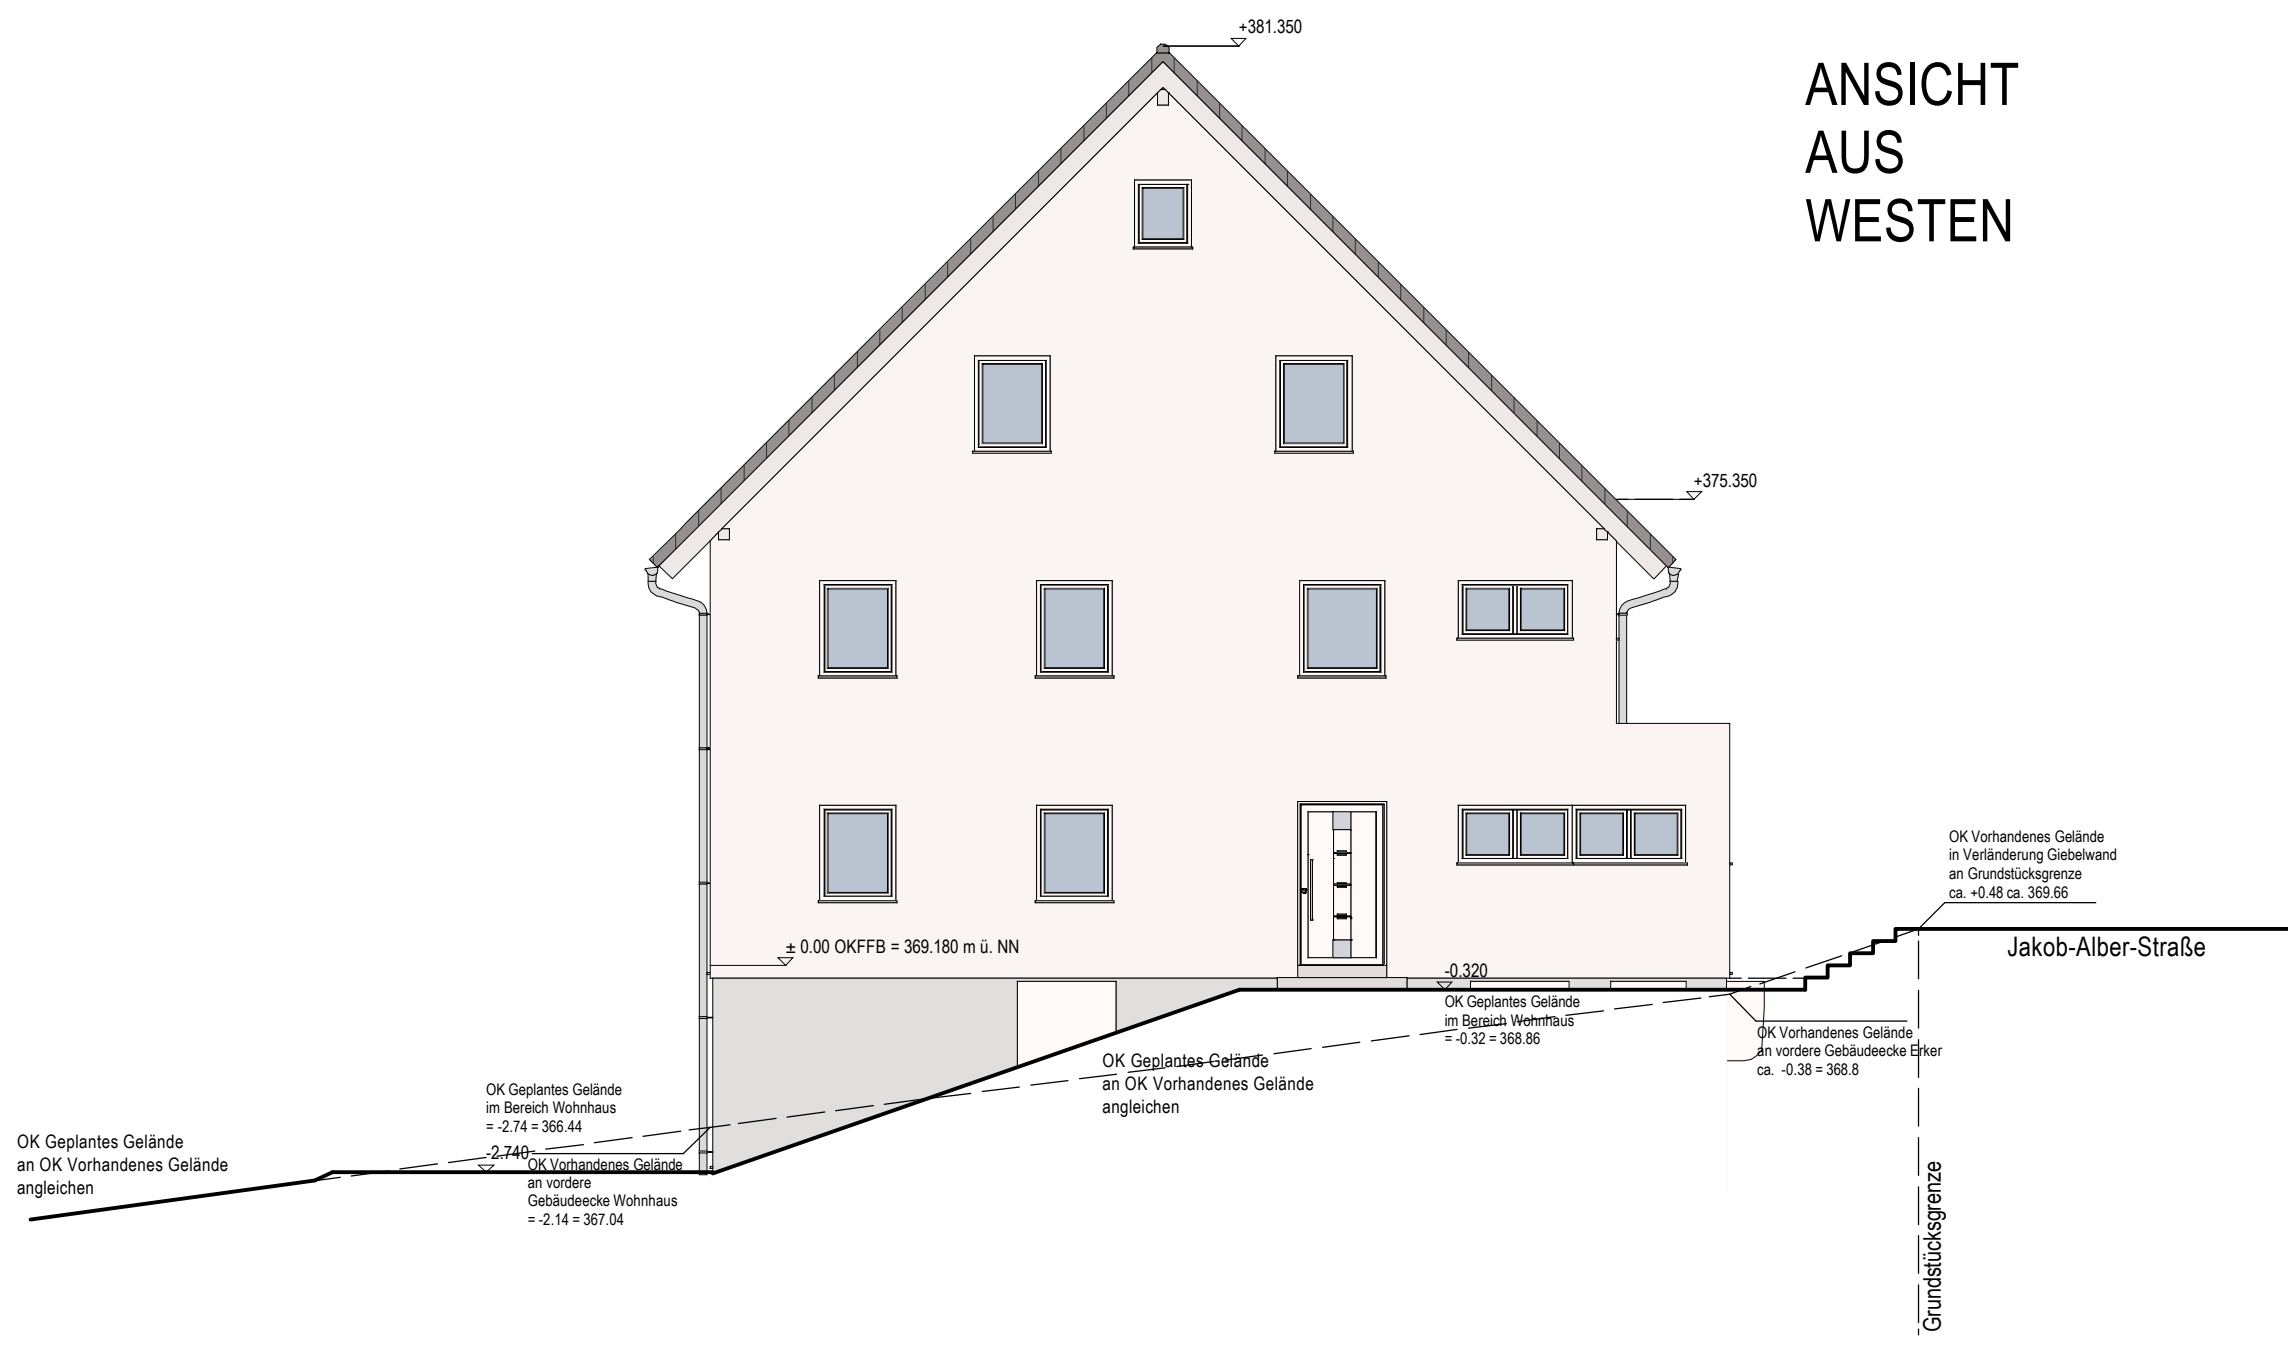 +381.350
ANSICHT
AUS
WESTEN
+375.350
OK Vorhandenes Gelände
in Verländerung Giebelwand
an Grundstücksgrenze
ca. +0.48 ca. 369.66
± 0.00 OKFFB = 369.180 m ü. NN
Jakob-Alber-Straße
-0.320
OK Geplantes Gelände
im Bereich Wohnhaus
= -0.32 = 368.86
OK Vorhandenes Gelände
an vordere Gebäudeecke Erker
ca. -0.38 = 368.8
OK Geplantes Gelände
an OK Vorhandenes Gelände
angleichen
OK Geplantes Gelände
im Bereich Wohnhaus
= -2.74 = 366.44
-2.740
OK Geplantes Gelände
an OK Vorhandenes Gelände
angleichen
OK Vorhandenes Gelände
an vordere
Gebäudeecke Wohnhaus
= -2.14 = 367.04
Grundstücksgrenze